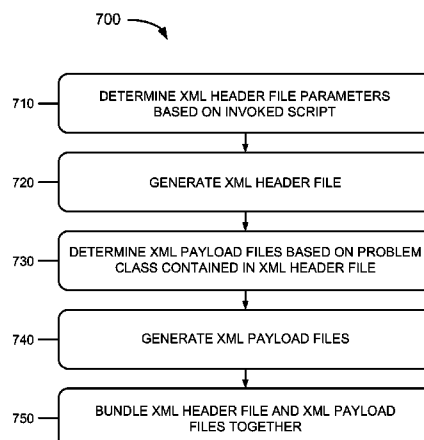 700
710
DETERMINE XML HEADER FILE PARAMETERS
BASED ON INVOKED SCRIPT
720
GENERATE XML HEADER FILE
730
DETERMINE XML PAYLOAD FILES BASED ON PROBLEM
CLASS CONTAINED IN XML HEADER FILE
740
GENERATE XML PAYLOAD FILES
750
BUNDLE XML HEADER FILE AND XML PAYLOAD
FILES TOGETHER